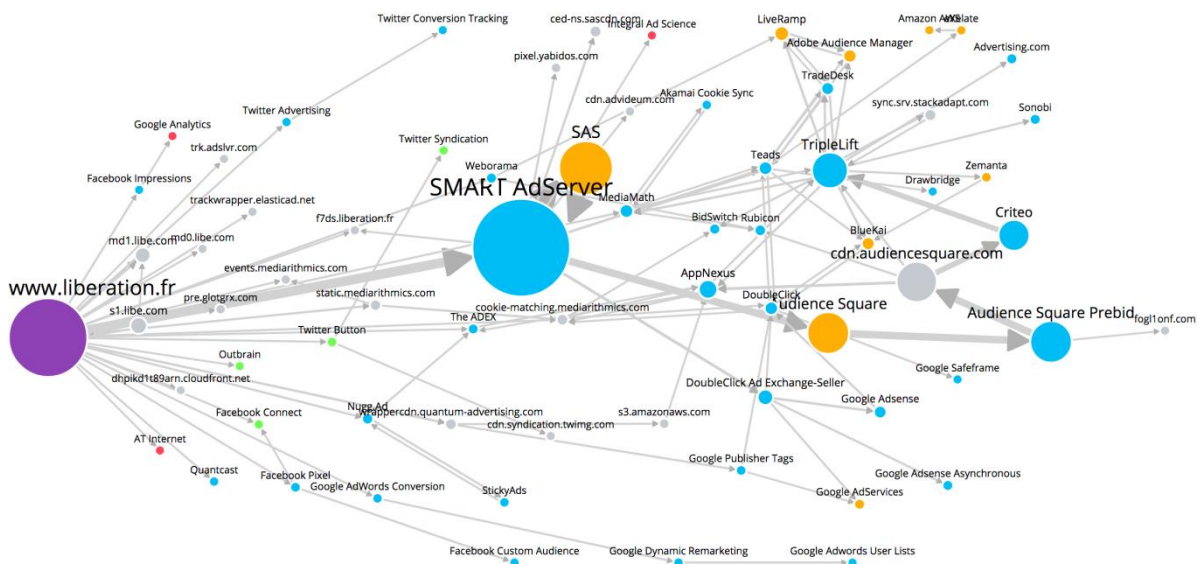 ced-ns.sascdn.com
Twitter Conversion Tracking
LiveRamp
Integral Ad Science
Adobe Audience Manager
Advertising.com
pixel.yabidos.com
TradeDesk
Akamai Cookie Sync
cdn.advideum.com
sync.srv.stackadapt.com
Sonobi
Twitter Advertising
Google Analytics
SAS
Twitter Syndication
trk.adslvr.com
TripleLift
Teads
Weborama
Zemanta
Facebook Impressions
SMART AdServer
Drawbridge
trackwrapper.elasticad.net
MediaMath
f7ds.liberation.fr
BidSwitch
Rubicon
Criteo
BlueKai
md1.libe.com
md0.libe.com
cdn.audiencesquare.com
events.mediarithmics.com
AppNexus
www.liberation.fr
static.mediarithmics.com
pre.glotgrx.com
DoubleClick
cookie-matching.mediarithmics.com
Audience Square
s1.libe.com
The ADEX
Audience Square Prebid
fogl1onf.com
Twitter Button
Outbrain
Google Safeframe
dhpikd1t89arn.cloudfront.net
DoubleClick Ad Exchange-Seller
Google Adsense
Nugg.Ad
wrappercdn.quantum-advertising.com
s3.amazonaws.com
Facebook Connect
cdn.syndication.twimg.com
AT Internet
Google Publisher Tags
Quantcast
Facebook Pixel
Google Adsense Asynchronous
Google AdWords Conversion
StickyAds
Google AdServices
Facebook Custom Audience
Google Dynamic Remarketing
Google Adwords User Lists